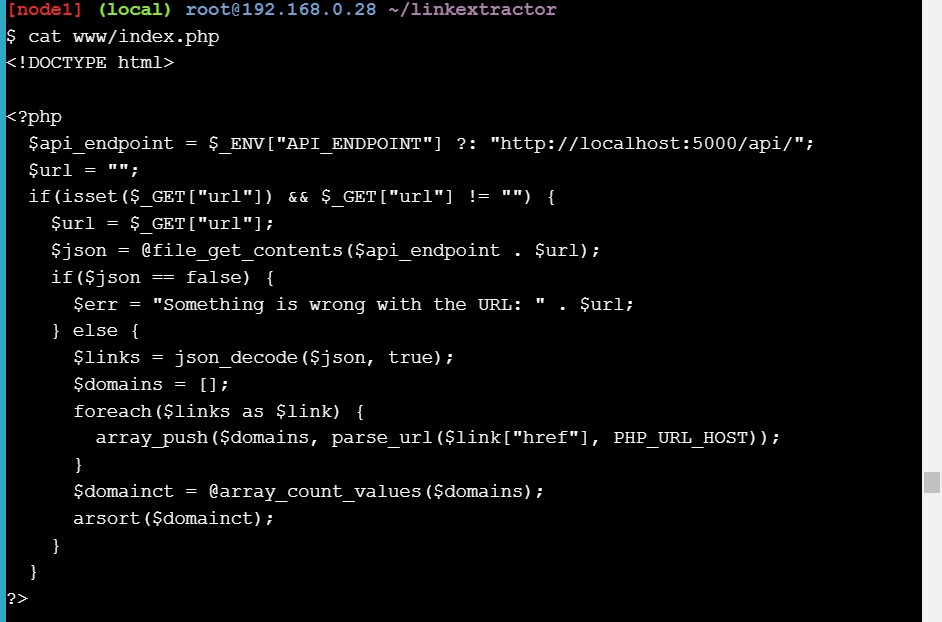 [node1] (local) root@192.168.0.28 ~/linkextractor
$ cat www/index.php
<!DOCTYPE html>

<?php
  $api_endpoint = $_ENV["API_ENDPOINT"] ?: "http://localhost:5000/api/";
  $url = "";
  if(isset($_GET["url"]) && $_GET["url"] != "") {
    $url = $_GET["url"];
    $json = @file_get_contents($api_endpoint . $url);
    if($json == false) {
      $err = "Something is wrong with the URL: " . $url;
    } else {
      $links = json_decode($json, true);
      $domains = [];
      foreach($links as $link) {
        array_push($domains, parse_url($link["href"], PHP_URL_HOST));
      }
      $domainct = @array_count_values($domains);
      arsort($domainct);
    }
  }
?>